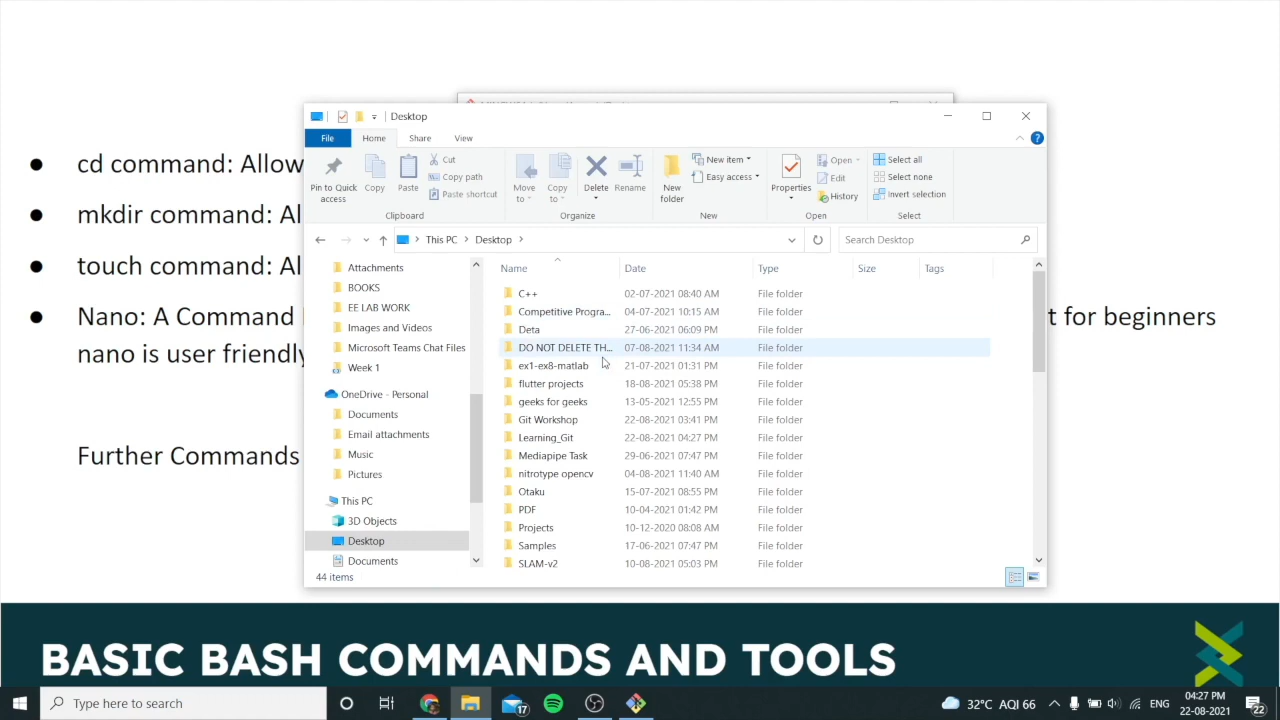 cd command: Allow
mkdir command: Al
touch command: Al
Nano: A Command
t for beginners
nano is user friendly
Further Commands
Desktop
File
Home
Share
View
Pin to Quick access
Copy
Paste
Cut
Copy path
Paste shortcut
Clipboard
Move to
Copy to
Delete
Rename
Organize
New folder
New item
Easy access
New
Properties
Open
Edit
History
Open
Select all
Select none
Invert selection
Select
This PC
Desktop
Search Desktop
Attachments
BOOKS
EE LAB WORK
Images and Videos
Microsoft Teams Chat Files
Week 1
OneDrive - Personal
Documents
Email attachments
Music
Pictures
This PC
3D Objects
Desktop
Documents
Name Date Type Size Tags
C++ 02-07-2021 08:40 AM File folder
Competitive Progra... 04-07-2021 10:15 AM File folder
Deta 27-06-2021 06:09 PM File folder
DO NOT DELETE TH... 07-08-2021 11:34 AM File folder
ex1-ex8-matlab 21-07-2021 01:31 PM File folder
flutter projects 18-08-2021 05:38 PM File folder
geeks for geeks 13-05-2021 12:55 PM File folder
Git Workshop 22-08-2021 03:41 PM File folder
Learning_Git 22-08-2021 04:27 PM File folder
Mediapipe Task 29-06-2021 07:47 PM File folder
nitrotype opencv 04-08-2021 11:40 AM File folder
Otaku 15-07-2021 08:55 PM File folder
PDF 10-04-2021 01:42 PM File folder
Projects 10-12-2020 08:08 AM File folder
Samples 17-06-2021 07:47 PM File folder
SLAM-v2 10-08-2021 05:03 PM File folder
44 items
BASIC BASH COMMANDS AND TOOLS
Type here to search
17
32°C AQI 66
ENG
04:27 PM
22-08-2021
22